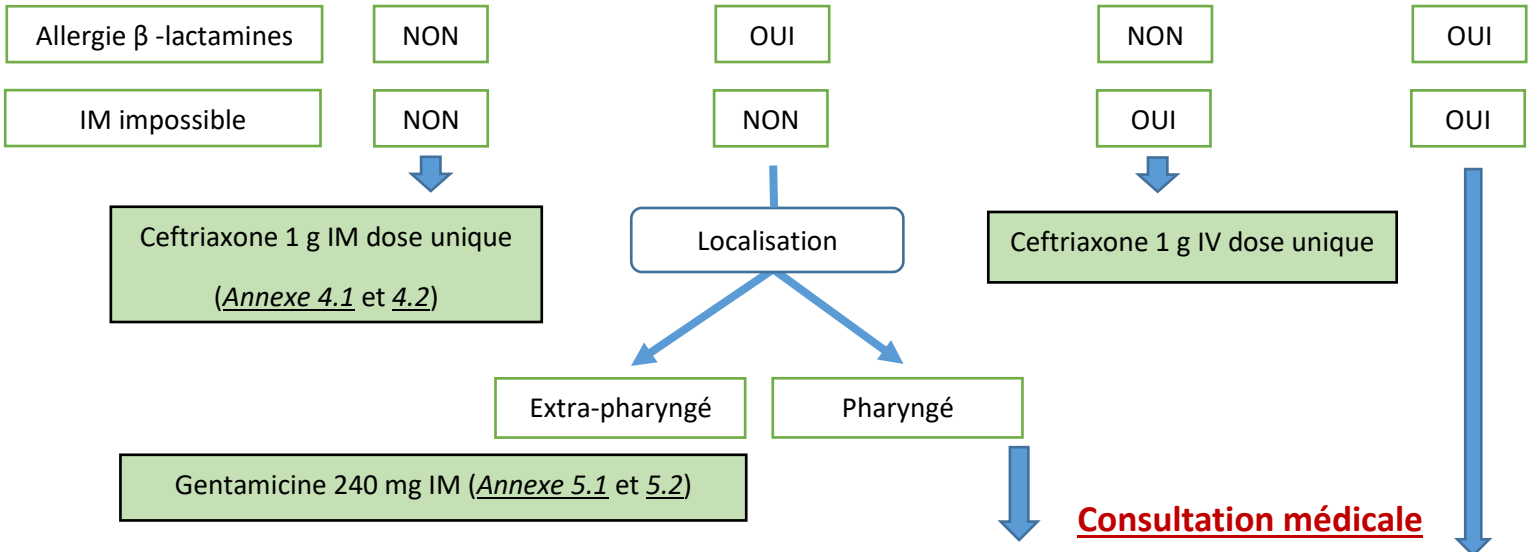 Allergie β -lactamines NON OUI NON OUI
IM impossible NON NON OUI OUI
Ceftriaxone 1 g IM dose unique
(Annexe 4.1 et 4.2)
Localisation
Ceftriaxone 1 g IV dose unique
Extra-pharyngé Pharyngé
Gentamicine 240 mg IM (Annexe 5.1 et 5.2)
Consultation médicale